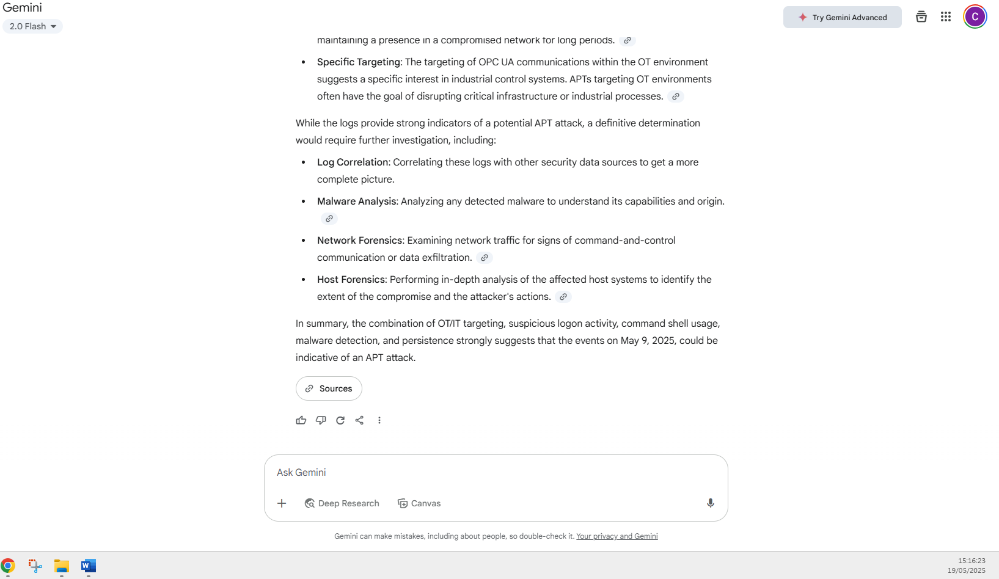 Gemini
2.0 Flash
Try Gemini Advanced
C
maintaining a presence in a compromised network for long periods.
• Specific Targeting: The targeting of OPC UA communications within the OT environment
suggests a specific interest in industrial control systems. APTs targeting OT environments
often have the goal of disrupting critical infrastructure or industrial processes.
While the logs provide strong indicators of a potential APT attack, a definitive determination
would require further investigation, including:
• Log Correlation: Correlating these logs with other security data sources to get a more
complete picture.
• Malware Analysis: Analyzing any detected malware to understand its capabilities and origin.
• Network Forensics: Examining network traffic for signs of command-and-control
communication or data exfiltration.
• Host Forensics: Performing in-depth analysis of the affected host systems to identify the
extent of the compromise and the attacker's actions.
In summary, the combination of OT/IT targeting, suspicious logon activity, command shell usage,
malware detection, and persistence strongly suggests that the events on May 9, 2025, could be
indicative of an APT attack.
Sources
Ask Gemini
Deep Research
Canvas
Gemini can make mistakes, including about people, so double-check it. Your privacy and Gemini
W
15:16:23
19/05/2025